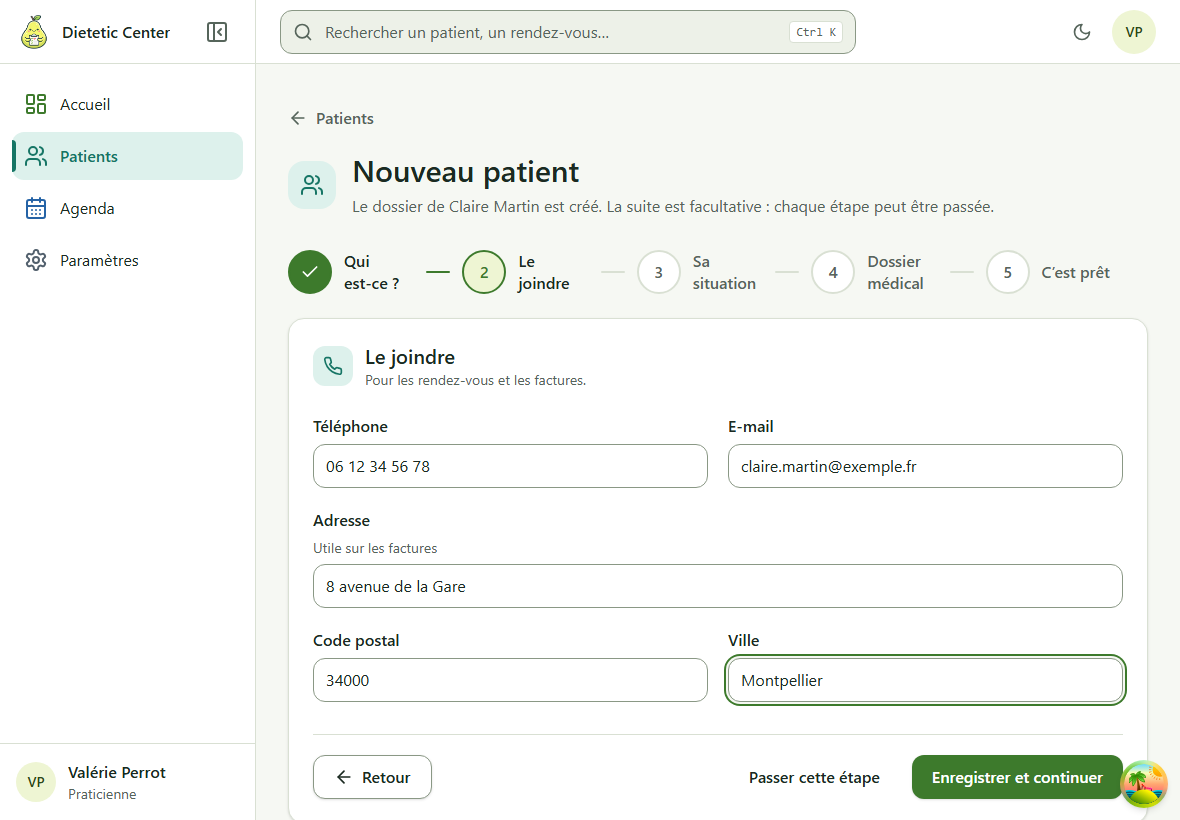 Dietetic Center
Rechercher un patient, un rendez-vous...
Ctrl K
VP
Accueil
Patients
Agenda
Paramètres
Patients
Nouveau patient
Le dossier de Claire Martin est créé. La suite est facultative : chaque étape peut être passée.
Qui
est-ce ?
2
Le
joindre
3
Sa
situation
4
Dossier
médical
5
C’est prêt
Le joindre
Pour les rendez-vous et les factures.
Téléphone
06 12 34 56 78
E-mail
claire.martin@exemple.fr
Adresse
Utile sur les factures
8 avenue de la Gare
Code postal
34000
Ville
Montpellier
Retour
Passer cette étape
Enregistrer et continuer
VP
Valérie Perrot
Praticienne